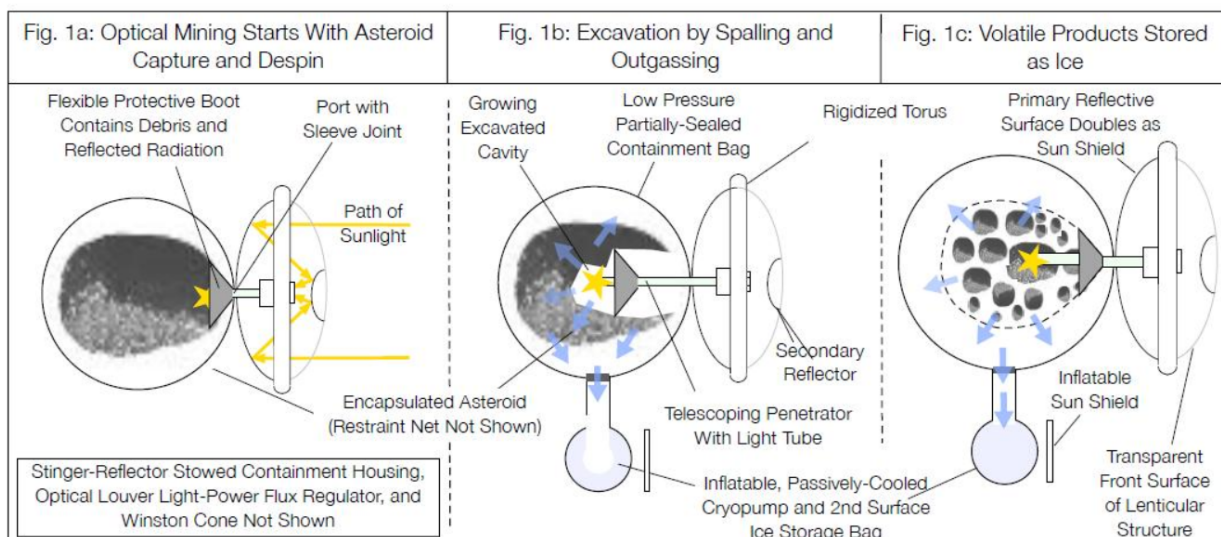 Fig. 1a: Optical Mining Starts With Asteroid
Capture and Despin
Fig. 1b: Excavation by Spalling and
Outgassing
Fig. 1c: Volatile Products Stored
as Ice
Flexible Protective Boot
Contains Debris and
Reflected Radiation
Port with
Sleeve Joint
Path of
Sunlight
Growing
Excavated
Cavity
Low Pressure
Partially-Sealed
Containment Bag
Rigidized Torus
Primary Reflective
Surface Doubles as
Sun Shield
Encapsulated Asteroid
(Restraint Net Not Shown)
Secondary
Reflector
Telescoping Penetrator
With Light Tube
Inflatable
Sun Shield
Stinger-Reflector Stowed Containment Housing,
Optical Louver Light-Power Flux Regulator, and
Winston Cone Not Shown
Inflatable, Passively-Cooled
Cryopump and 2nd Surface
Ice Storage Bag
Transparent
Front Surface
of Lenticular
Structure